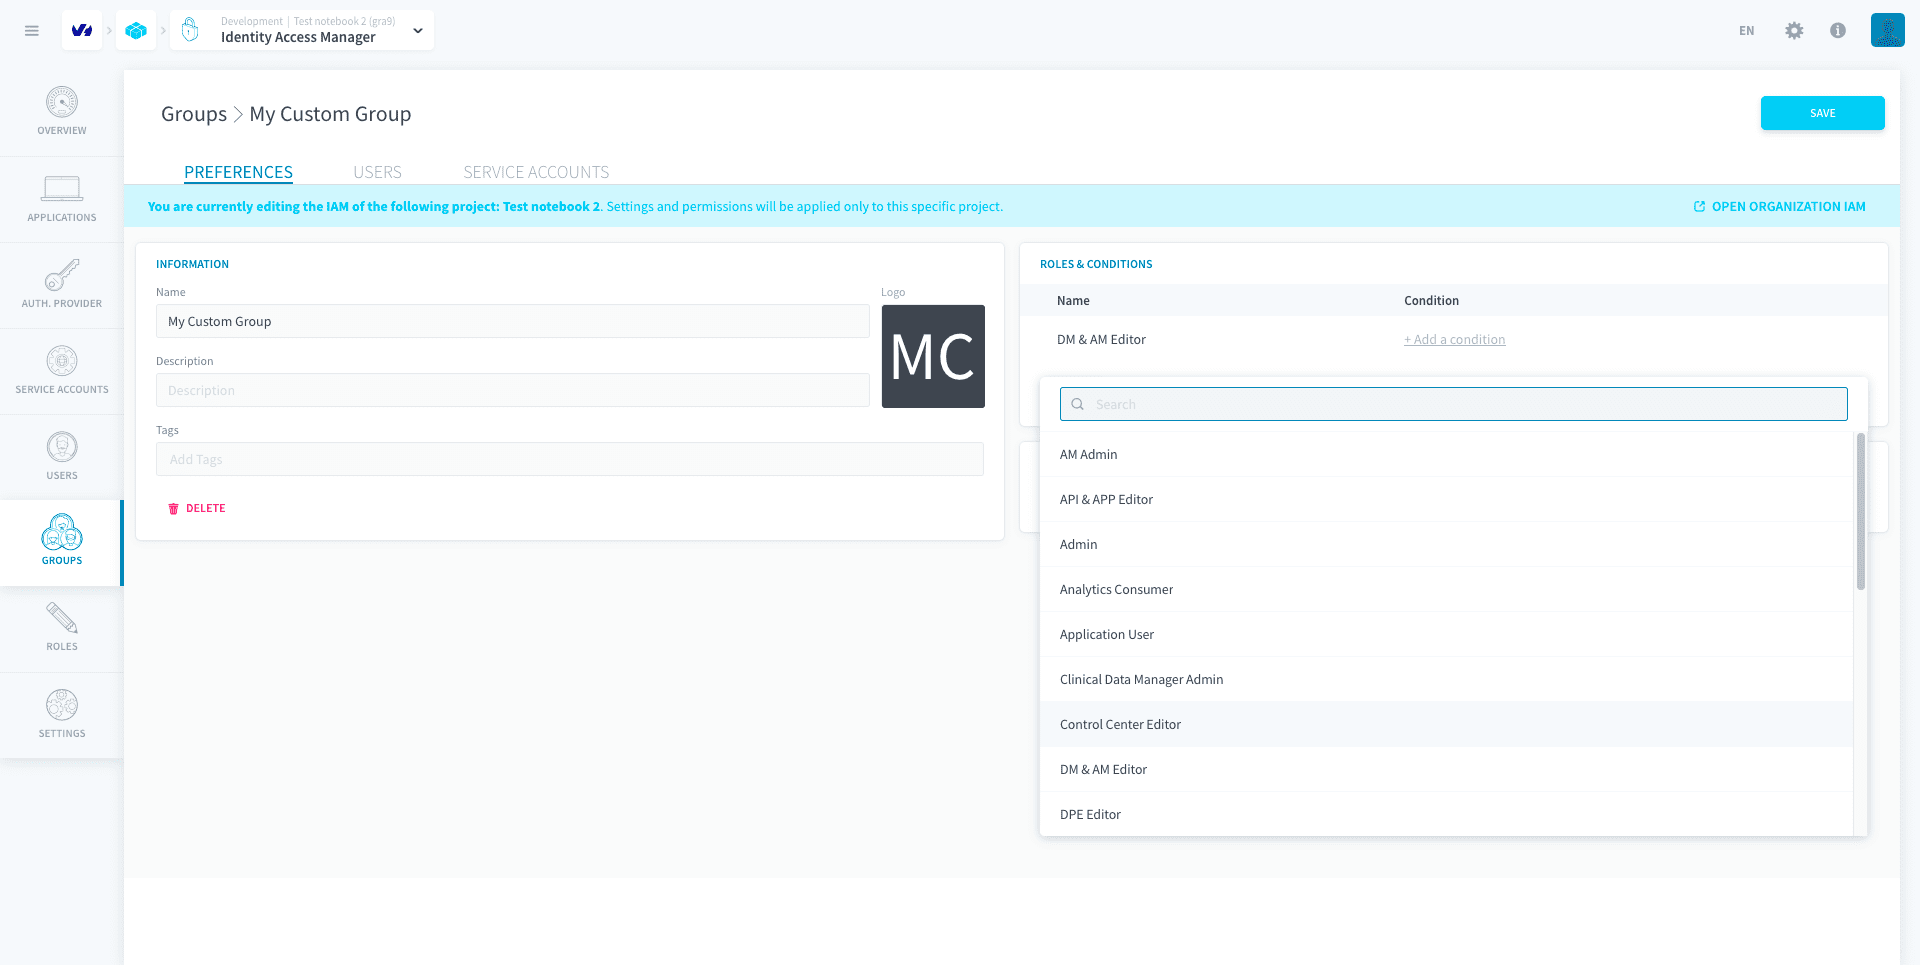 Development | Test notebook 2 (gra9)
Identity Access Manager
EN
OVERVIEW
APPLICATIONS
AUTH. PROVIDER
SERVICE ACCOUNTS
USERS
GROUPS
ROLES
SETTINGS
Groups > My Custom Group
SAVE
PREFERENCES USERS SERVICE ACCOUNTS
You are currently editing the IAM of the following project: Test notebook 2. Settings and permissions will be applied only to this specific project.
OPEN ORGANIZATION IAM
INFORMATION
Name
My Custom Group
Logo
MC
Description
Description
Tags
Add Tags
DELETE
ROLES & CONDITIONS
Name Condition
DM & AM Editor + Add a condition
Search
AM Admin
API & APP Editor
Admin
Analytics Consumer
Application User
Clinical Data Manager Admin
Control Center Editor
DM & AM Editor
DPE Editor